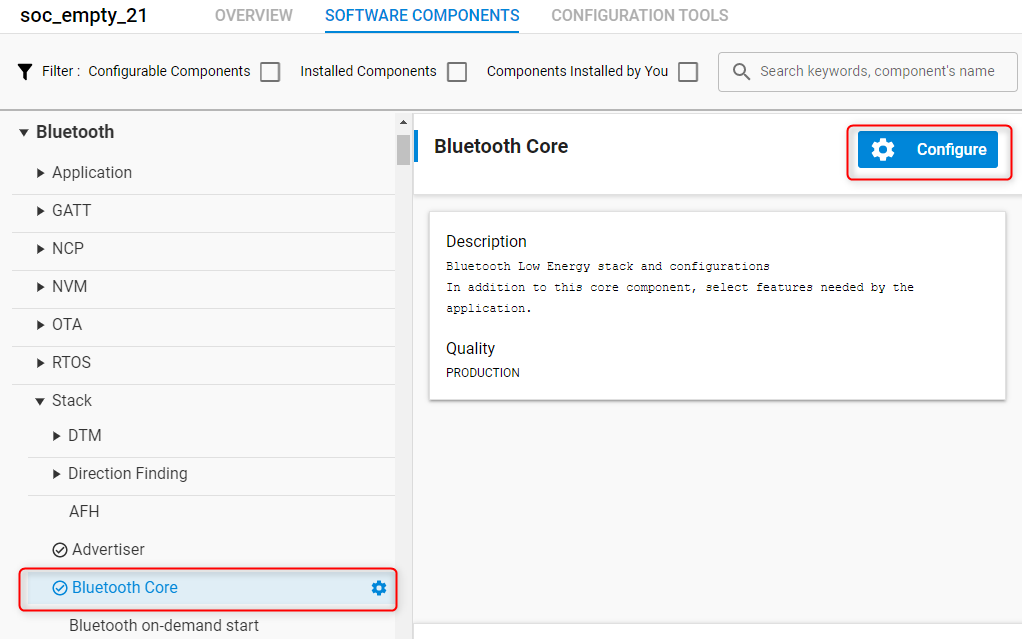 soc_empty_21
OVERVIEW
SOFTWARE COMPONENTS
CONFIGURATION TOOLS
Filter :
Configurable Components
Installed Components
Components Installed by You
Search keywords, component's name
Bluetooth
Application
GATT
NCP
NVM
OTA
RTOS
Stack
DTM
Direction Finding
AFH
Advertiser
Bluetooth Core
Bluetooth on-demand start
Bluetooth Core
Configure
Description
Bluetooth Low Energy stack and configurations
In addition to this core component, select features needed by the
application.
Quality
PRODUCTION